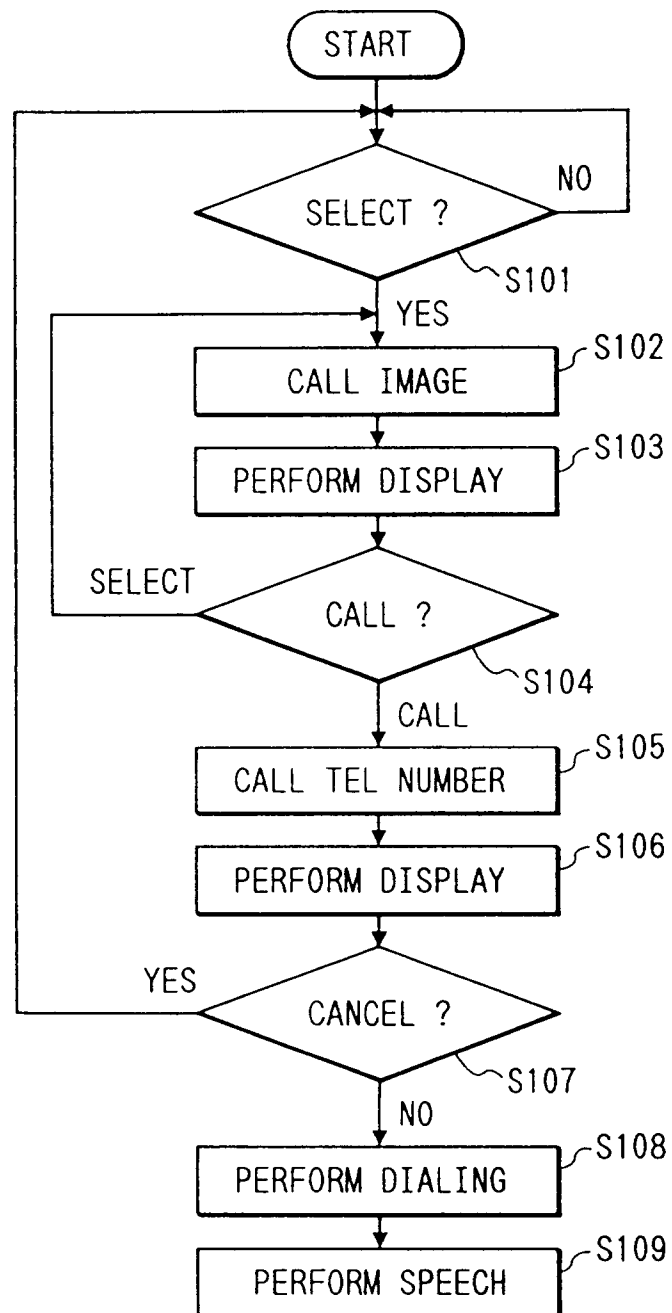 START
SELECT ?
NO
S101
YES
S102
CALL IMAGE
S103
PERFORM DISPLAY
SELECT
CALL ?
S104
CALL
S105
CALL TEL NUMBER
S106
PERFORM DISPLAY
YES
CANCEL ?
S107
NO
S108
PERFORM DIALING
S109
PERFORM SPEECH